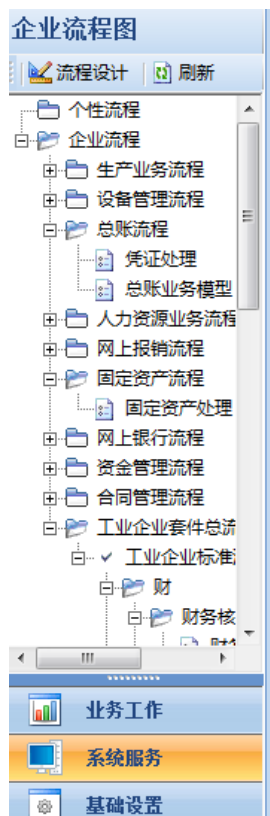 企业流程图
流程设计 刷新
个性流程
企业流程
生产业务流程
设备管理流程
总账流程
凭证处理
总账业务模型
人力资源业务流程
网上报销流程
固定资产流程
固定资产处理
网上银行流程
资金管理流程
合同管理流程
工业企业套件总流
工业企业标准
财
财务核
业务工作
系统服务
基础设置